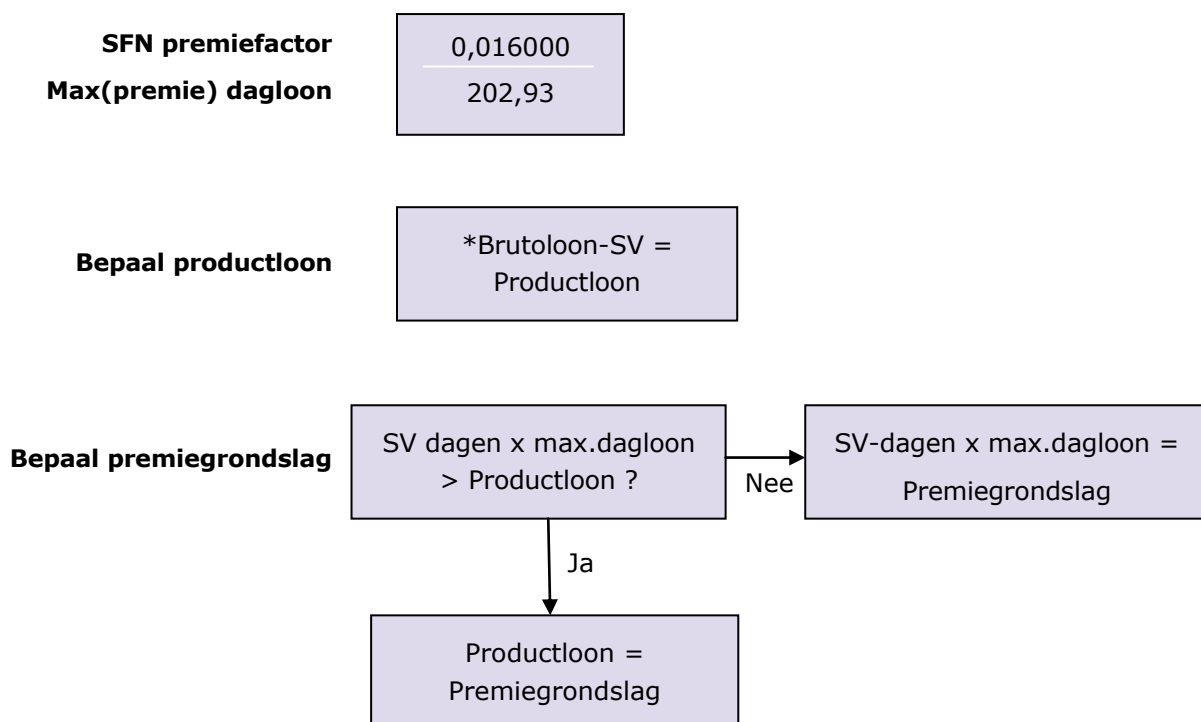 SFN premiefactor
0,016000
Max(premie) dagloon
202,93
Bepaal productloon
*Brutoloon-SV =
Productloon
Bepaal premiegrondslag
SV dagen x max.dagloon
> Productloon ?
Nee
SV-dagen x max.dagloon =
Premiegrondslag
Ja
Productloon =
Premiegrondslag